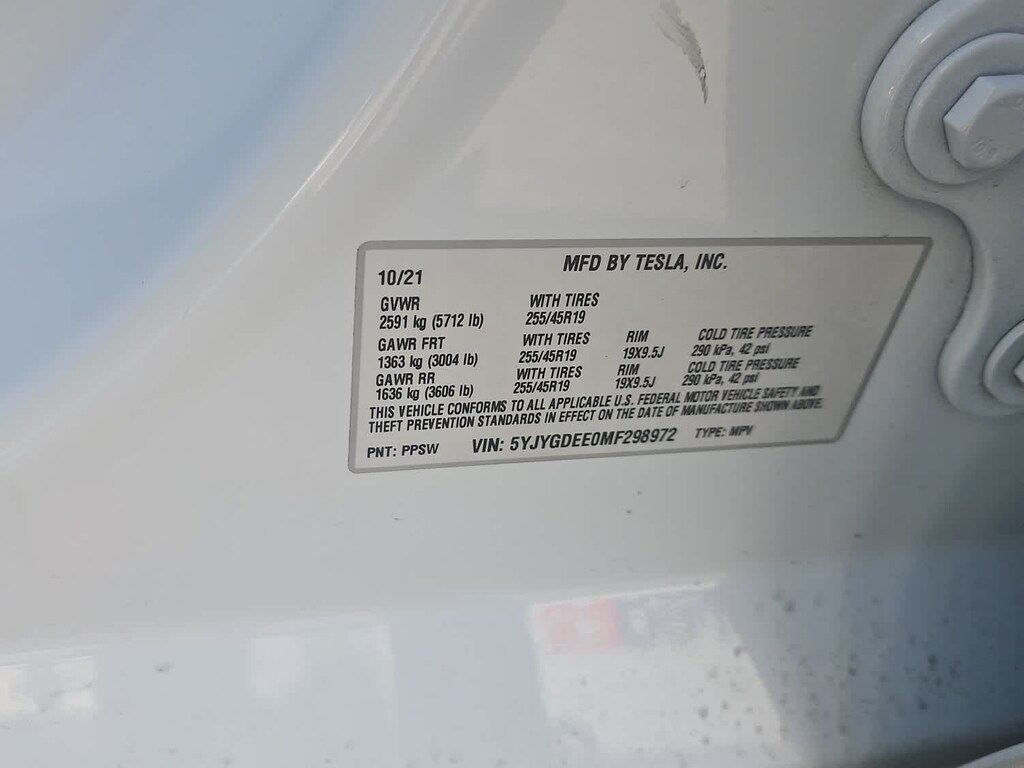 10/21 MFD BY TESLA, INC.
GVWR WITH TIRES
2591 kg (5712 lb) 255/45R19
GAWR FRT WITH TIRES RIM COLD TIRE PRESSURE
1363 kg (3004 lb) 255/45R19 19X9.5J 290 kPa, 42 psi
GAWR RR WITH TIRES RIM COLD TIRE PRESSURE
1636 kg (3606 lb) 255/45R19 19X9.5J 290 kPa, 42 psi
THIS VEHICLE CONFORMS TO ALL APPLICABLE U.S. FEDERAL MOTOR VEHICLE SAFETY AND
THEFT PREVENTION STANDARDS IN EFFECT ON THE DATE OF MANUFACTURE SHOWN ABOVE.
PNT: PPSW VIN: 5YJYGDEE0MF298972 TYPE: MPV